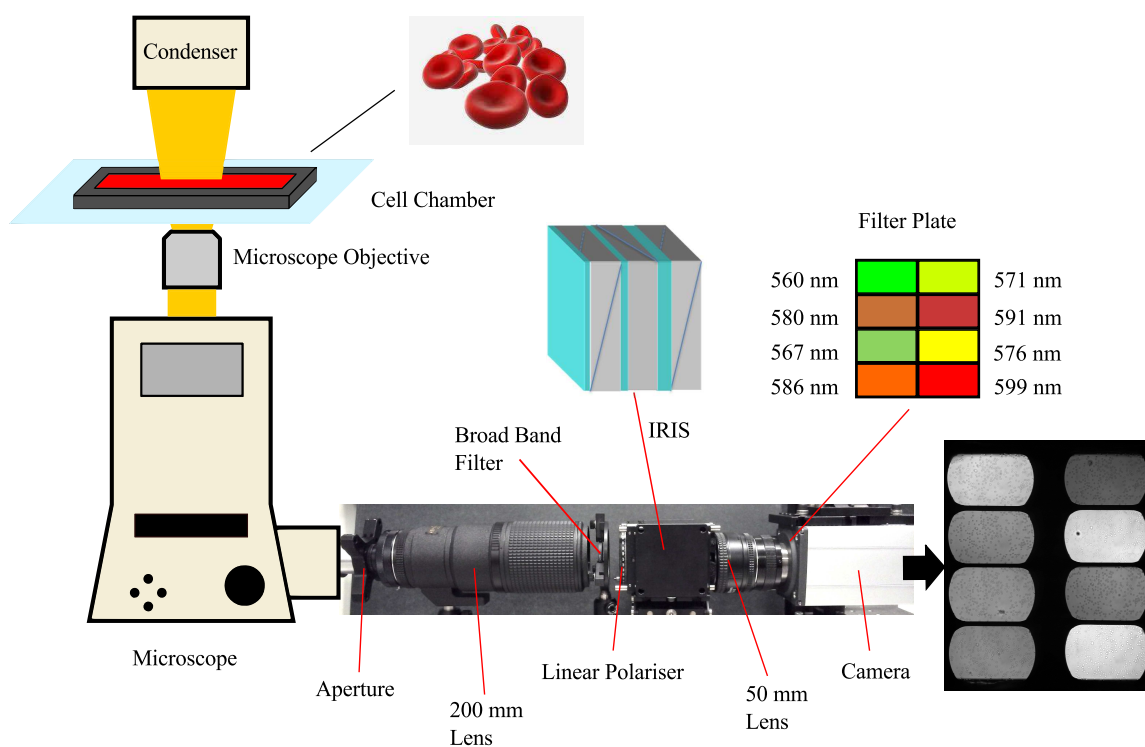 Condenser
Cell Chamber
Microscope Objective
Filter Plate
560 nm
571 nm
580 nm
591 nm
567 nm
576 nm
586 nm
599 nm
IRIS
Broad Band
Filter
Microscope
Aperture
200 mm
Lens
Linear Polariser
50 mm
Lens
Camera